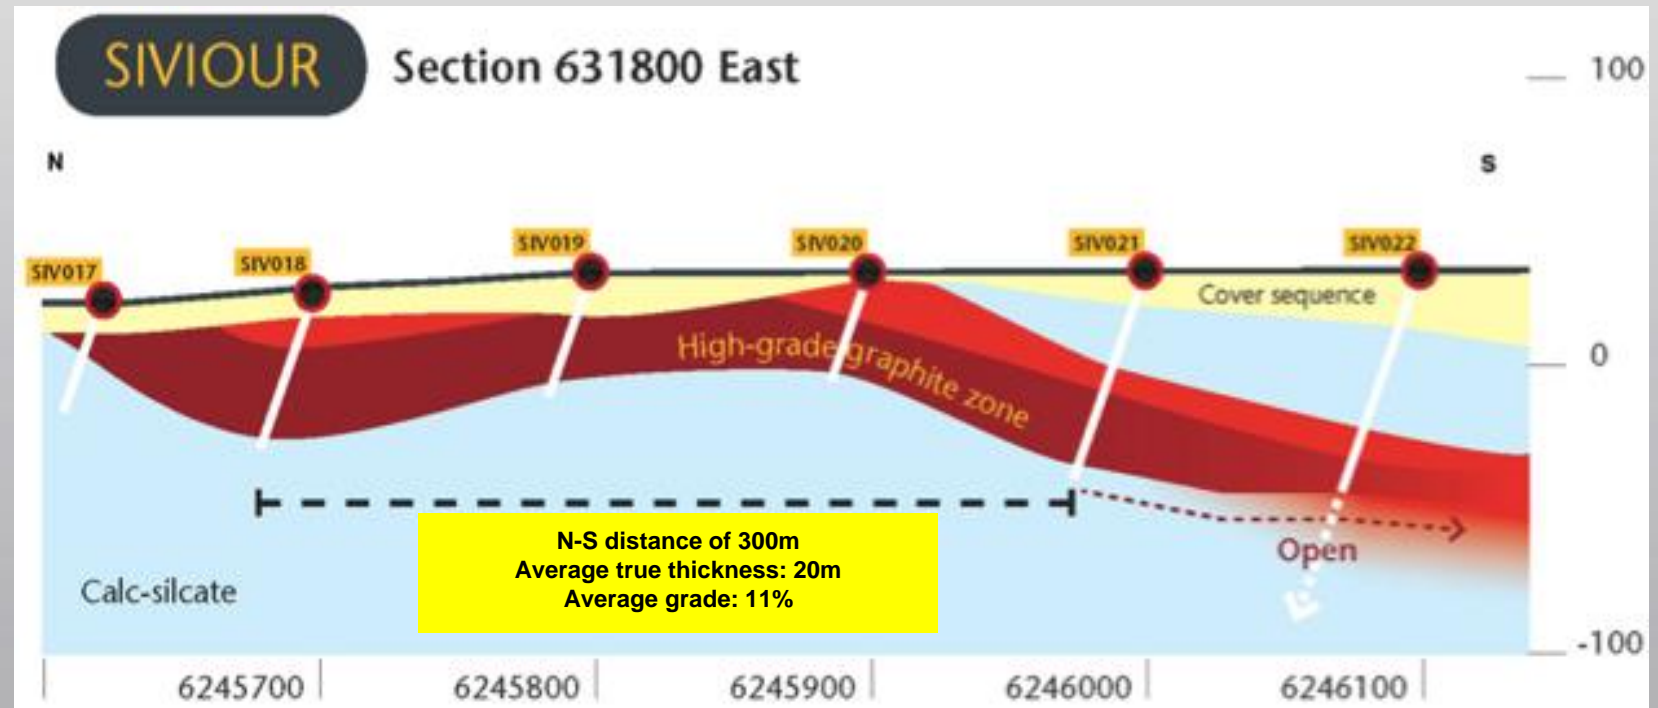 SIVIOUR Section 631800 East
100
N
S
SIV017
SIV018
SIV019
SIV020
SIV021
SIV022
Cover sequence
High-grade graphite zone
0
N-S distance of 300m
Average true thickness: 20m
Average grade: 11%
Open
Calc-silcate
-100
6245700
6245800
6245900
6246000
6246100